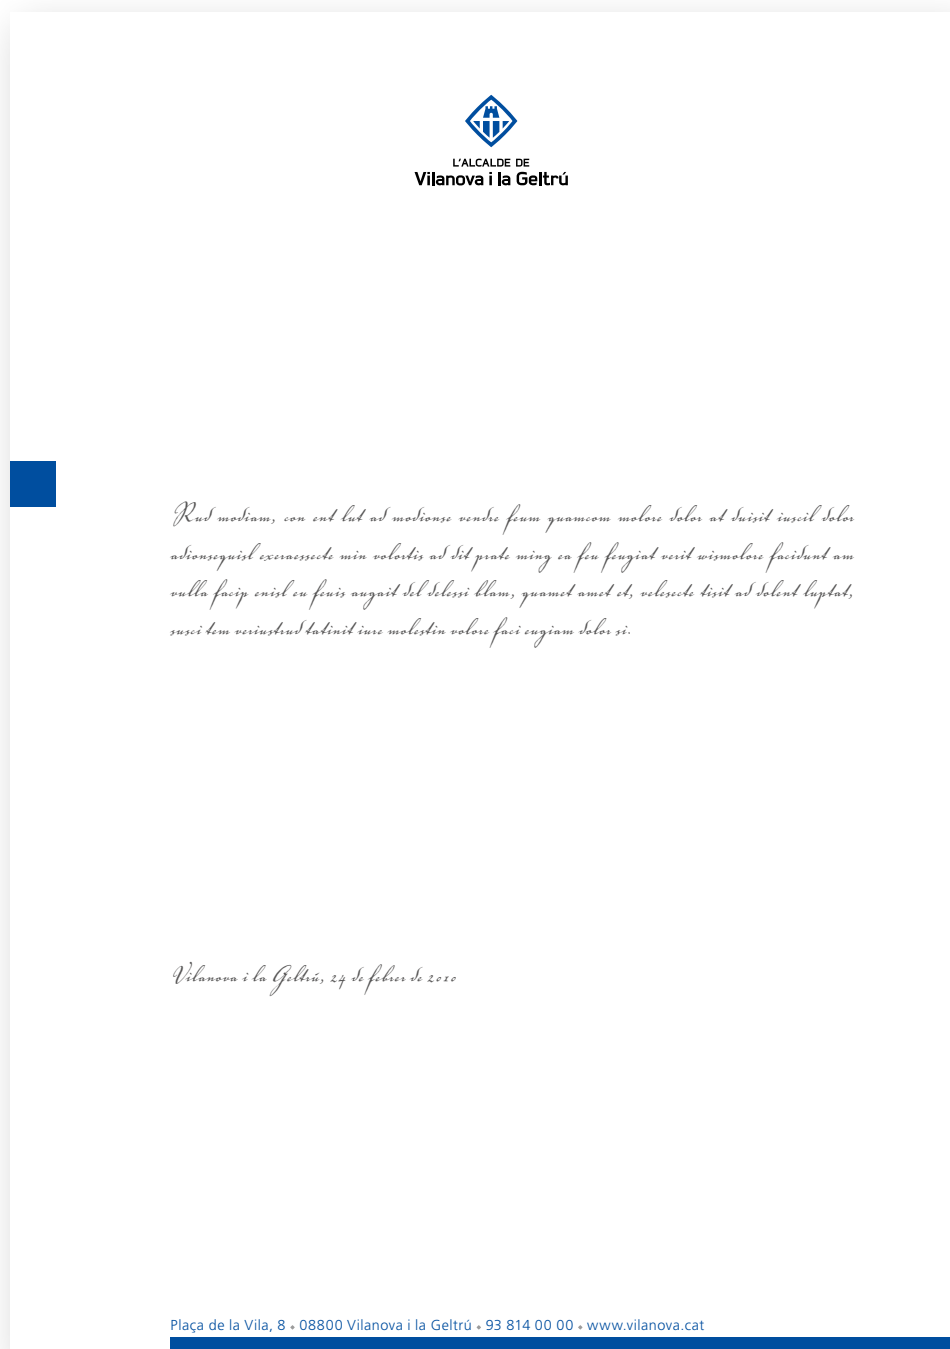 L'ALCALDE DE
Vilanova i la Geltrú
Rud modiam, con ent lut ad modionse vendre feum quamcom molore dolor at duisit iuscil dolor
adionsequisl exeraessecte min volortis ad dit prate ming ea feu feugiat verit wismolore facidunt am
vulla facip enisl eu feuis augait del delessi blam, quamet amet et, velesecte tisit ad dolent luptat,
susci tem veriustrud tatinit iure molestin volore faci eugiam dolor si.
Vilanova i la Geltrú, 24 de febrer de 2010
Plaça de la Vila, 8 • 08800 Vilanova i la Geltrú • 93 814 00 00 • www.vilanova.cat